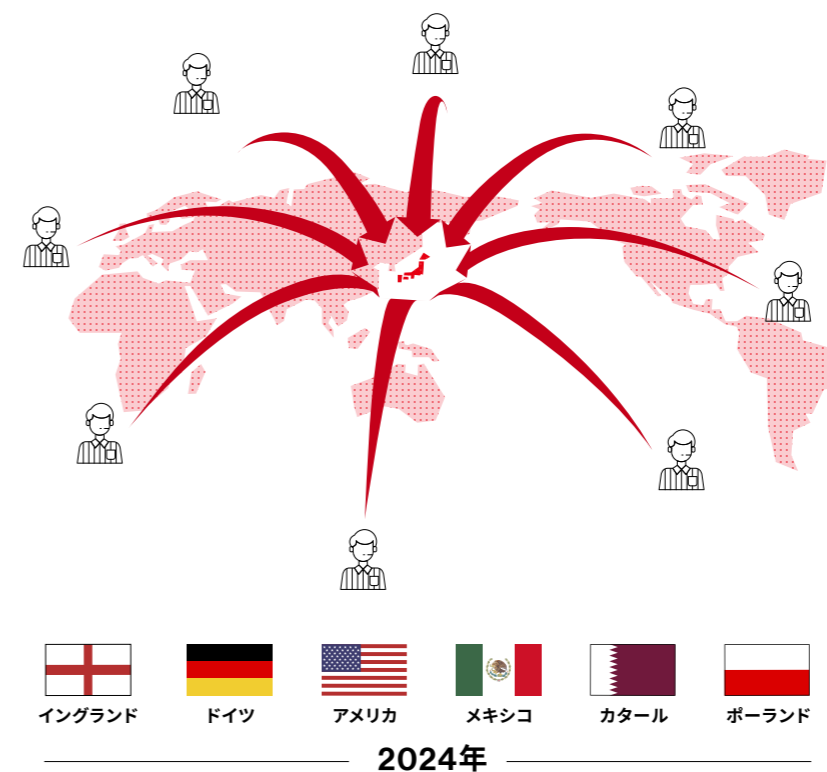 イングランド
ドイツ
アメリカ
メキシコ
カタール
ポーランド
2024年